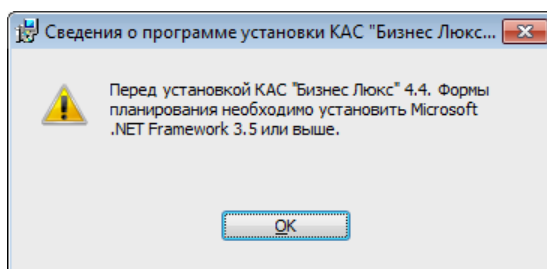 Сведения о программе установки КАС "Бизнес Люкс...
Перед установкой КАС "Бизнес Люкс" 4.4. Формы
планирования необходимо установить Microsoft
.NET Framework 3.5 или выше.
OK